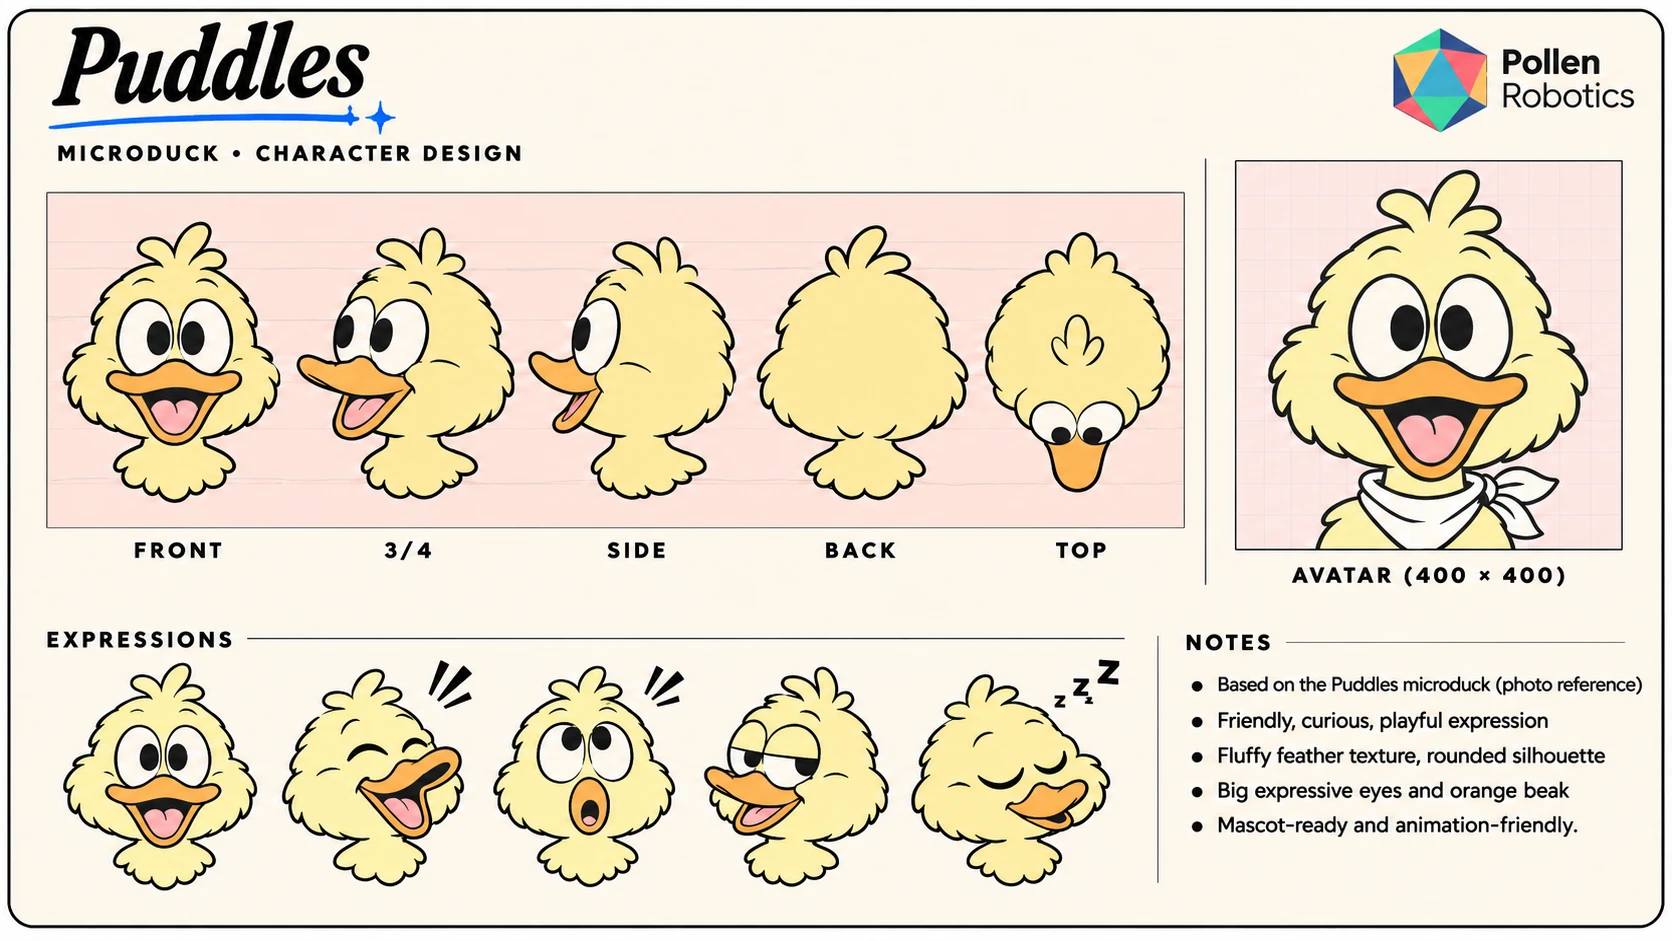 Puddles
MICRODUCK • CHARACTER DESIGN
Pollen
Robotics
FRONT
3/4
SIDE
BACK
TOP
AVATAR (400 × 400)
EXPRESSIONS
z z z z
NOTES
• Based on the Puddles microduck (photo reference)
• Friendly, curious, playful expression
• Fluffy feather texture, rounded silhouette
• Big expressive eyes and orange beak
• Mascot-ready and animation-friendly.